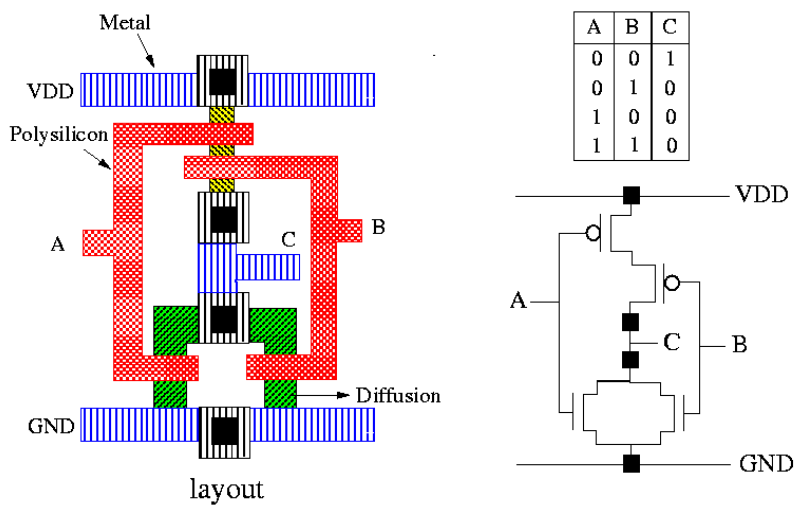 Metal
VDD
Polysilicon
A
B
C
Diffusion
GND
layout
A B C
0 0 1
0 1 0
1 0 0
1 1 0
VDD
A
C
B
GND